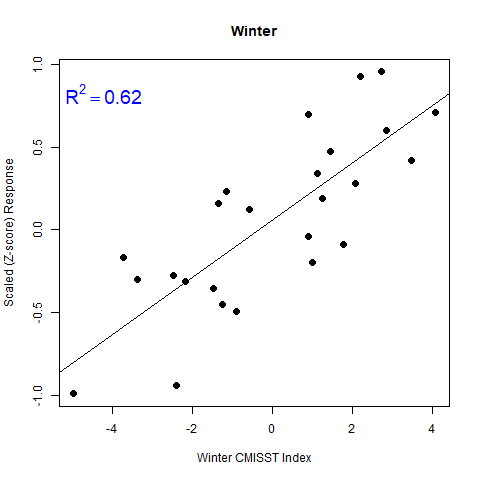 Winter
R² = 0.62
Scaled (Z-score) Response
1.0
0.5
0.0
-0.5
-1.0
-4 -2 0 2 4
Winter CMISST Index